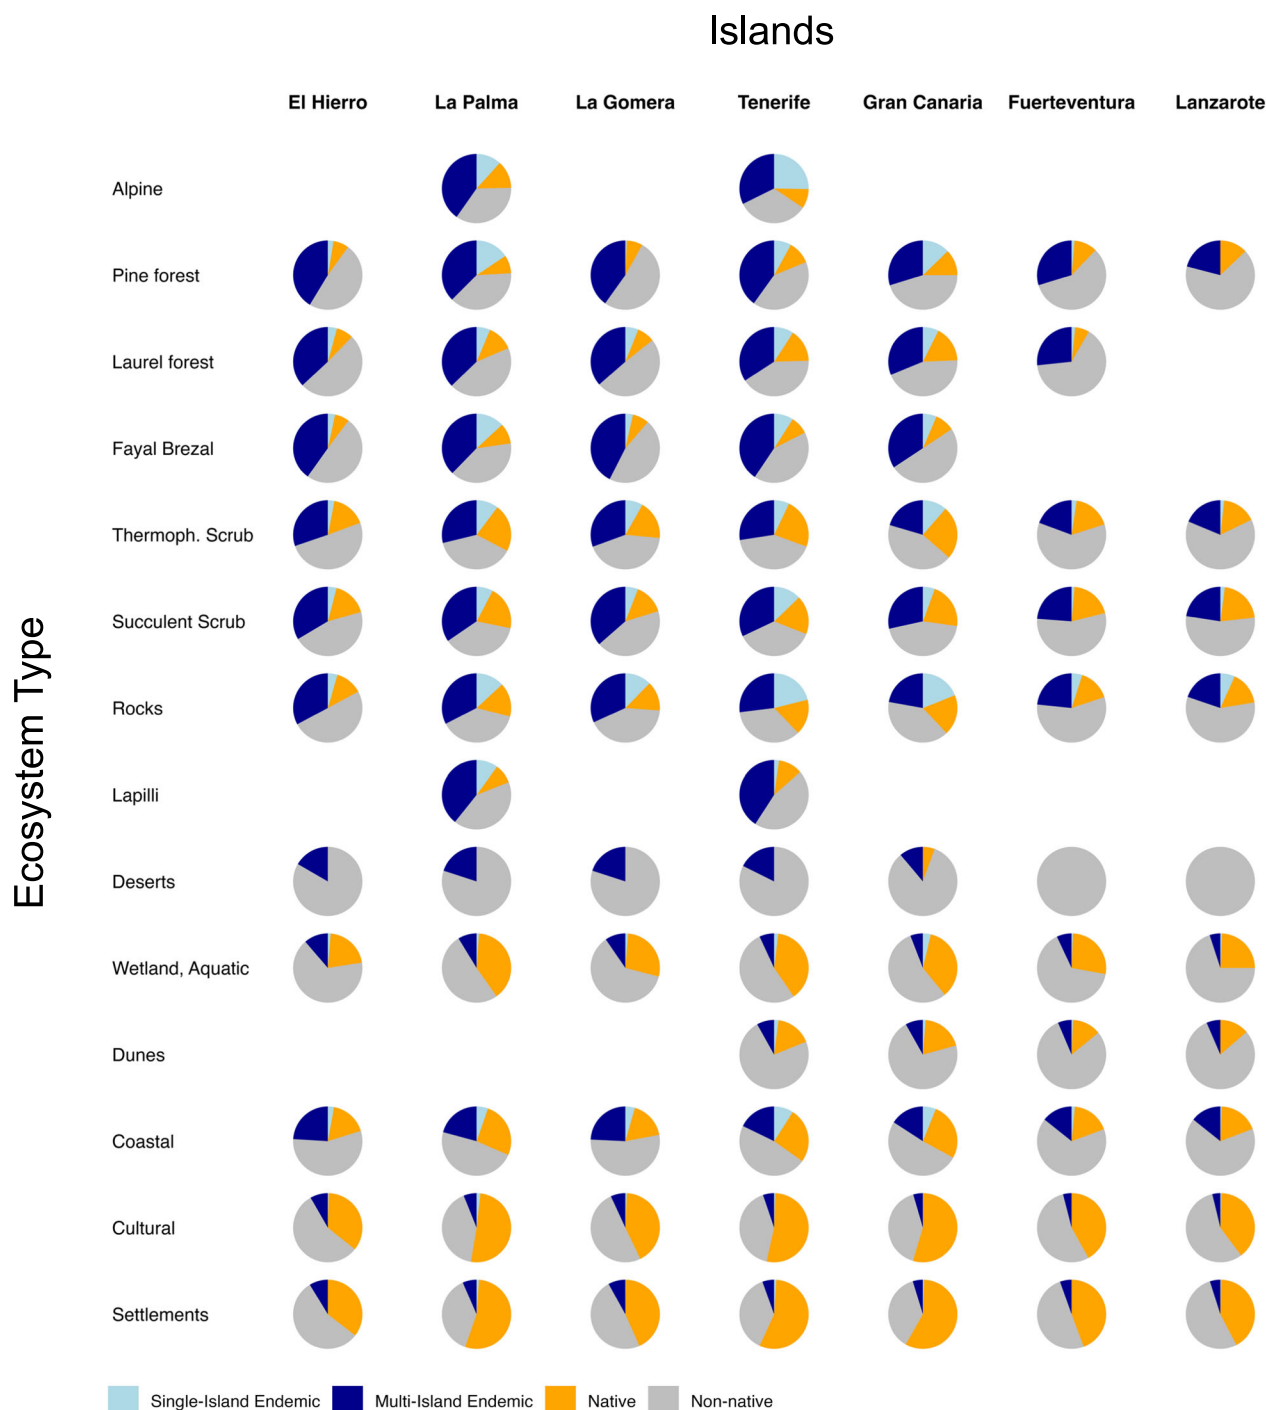 Islands
El Hierro La Palma La Gomera Tenerife Gran Canaria Fuerteventura Lanzarote
Ecosystem Type
Alpine
Pine forest
Laurel forest
Fayal Brezal
Thermoph. Scrub
Succulent Scrub
Rocks
Lapilli
Deserts
Wetland, Aquatic
Dunes
Coastal
Cultural
Settlements
Single-Island Endemic Multi-Island Endemic Native Non-native